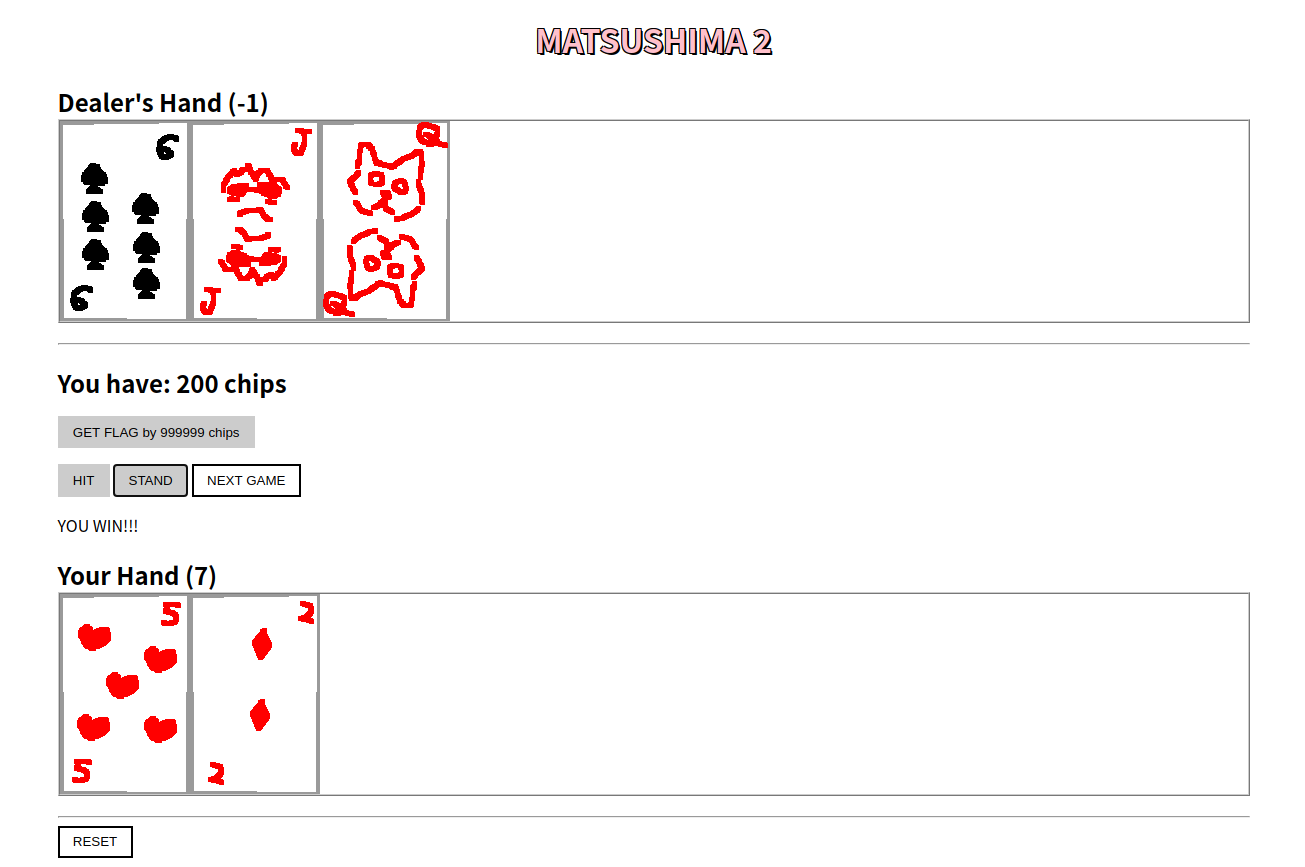 MATSUSHIMA 2
Dealer's Hand (-1)
6 J Q
6 J Q
You have: 200 chips
GET FLAG by 999999 chips
HIT STAND NEXT GAME
YOU WIN!!!
Your Hand (7)
5 2
5 2
RESET